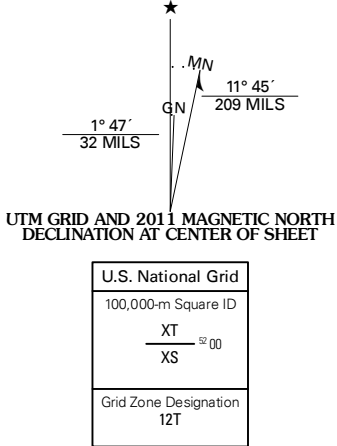 ★
MN
GN
11° 45´
209 MILS
1° 47´
32 MILS
UTM GRID AND 2011 MAGNETIC NORTH
DECLINATION AT CENTER OF SHEET
U.S. National Grid
100,000-m Square ID
XT
52 00
XS
Grid Zone Designation
12T